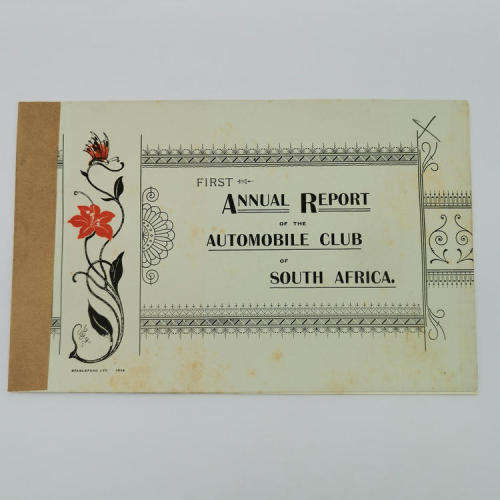 FIRST
ANNUAL REPORT
OF THE
AUTOMOBILE CLUB
OF
SOUTH AFRICA.